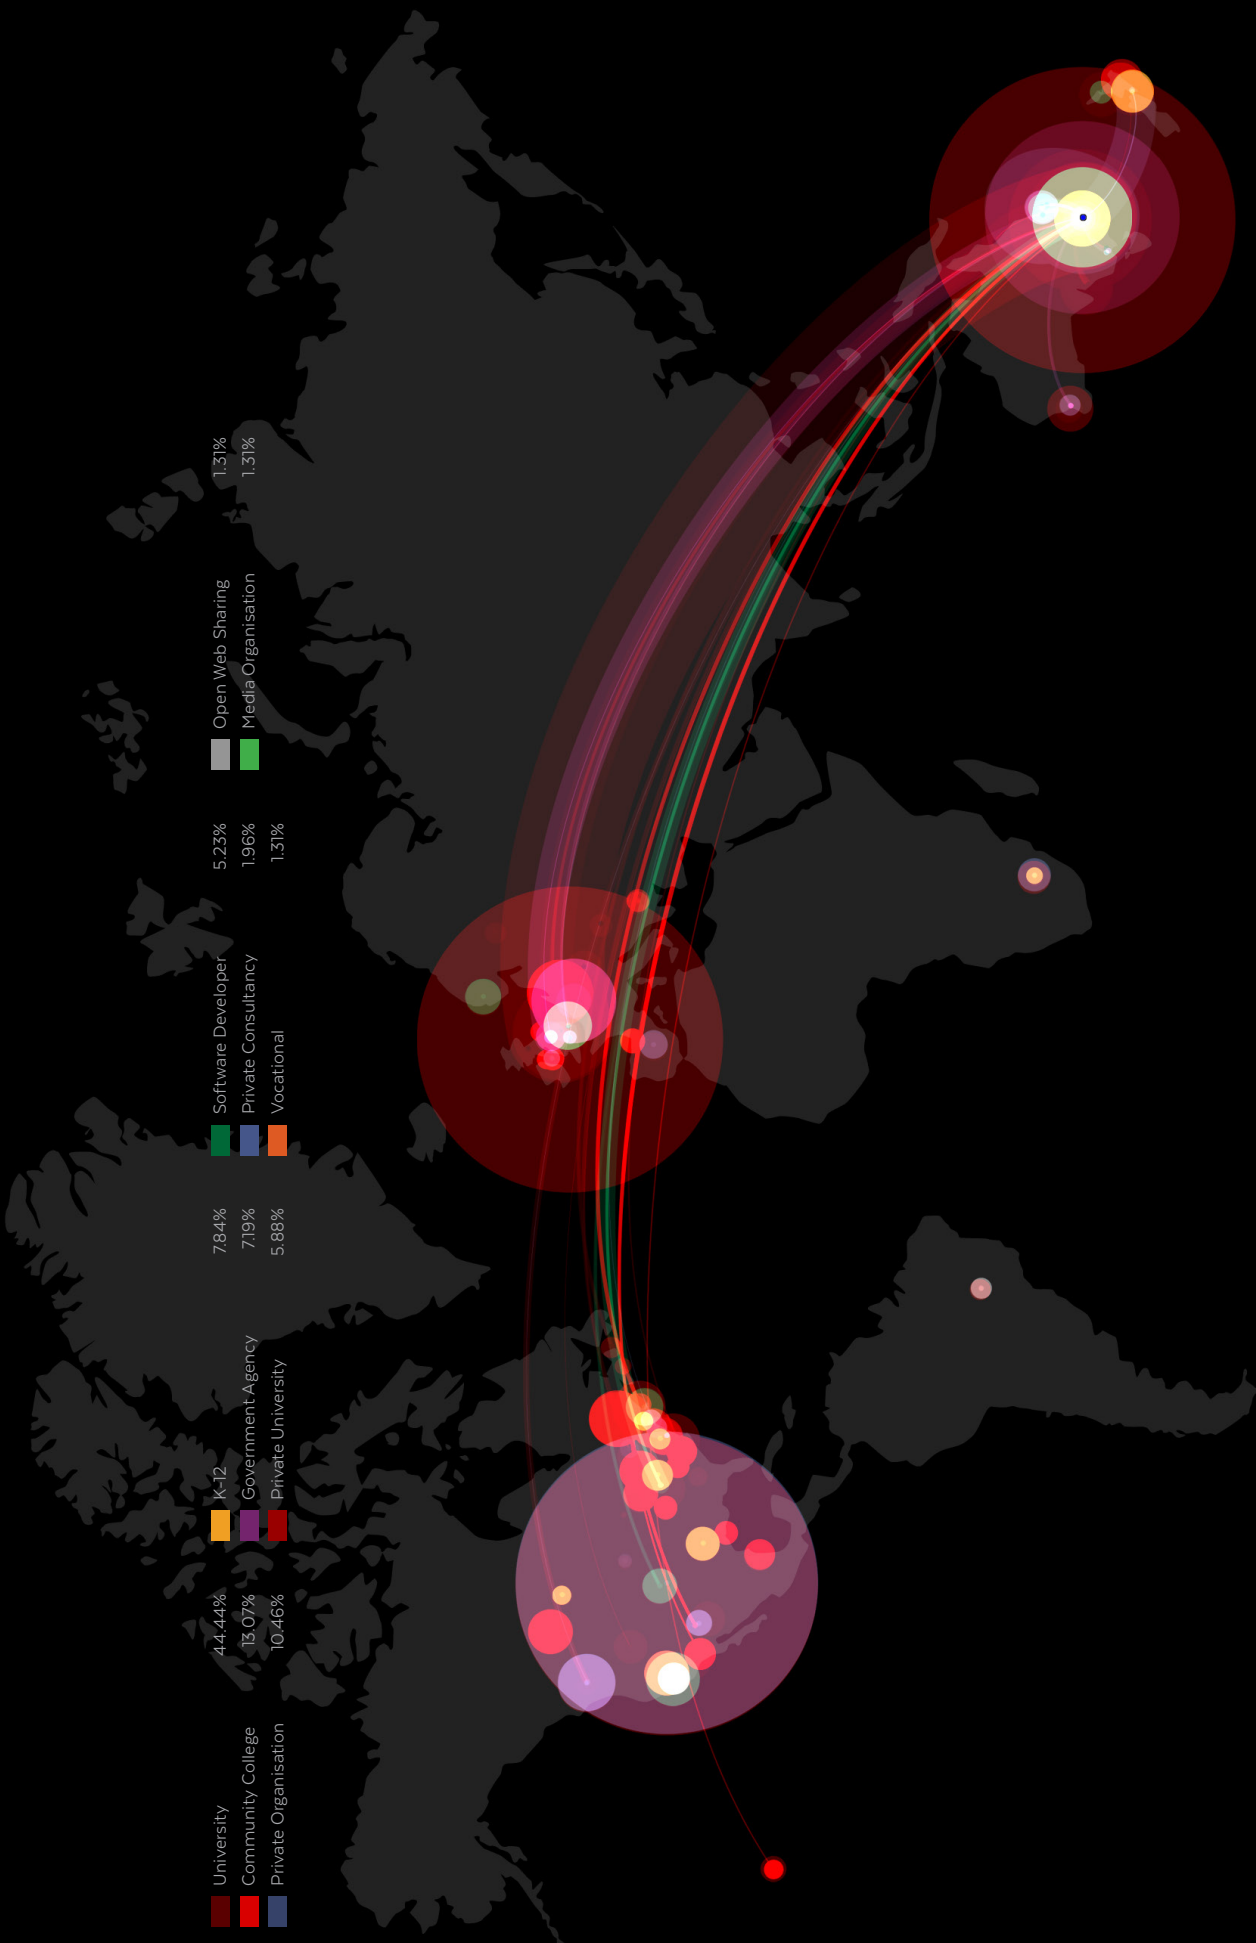 University 44.44% K-12 7.84% Software Developer 5.23% Open Web Sharing 1.31%
Community College 13.07% Government Agency 7.19% Private Consultancy 1.96% Media Organisation 1.31%
Private Organisation 10.46% Private University 5.88% Vocational 1.31%